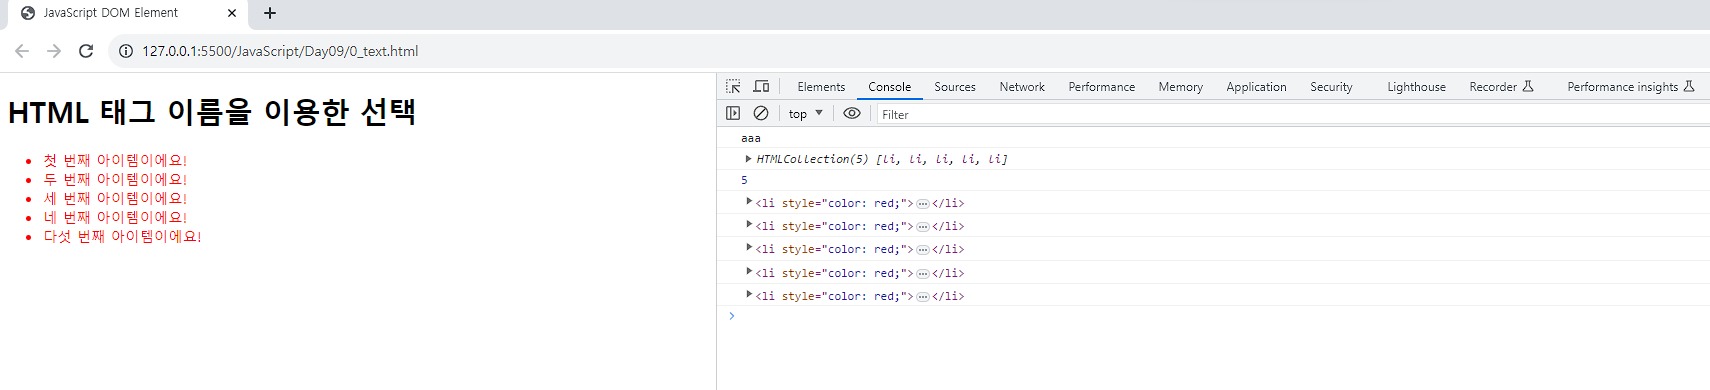 JavaScript DOM Element
127.0.0.1:5500/JavaScript/Day09/0_text.html
HTML 태그 이름을 이용한 선택
첫 번째 아이템이에요!
두 번째 아이템이에요!
세 번째 아이템이에요!
네 번째 아이템이에요!
다섯 번째 아이템이에요!
Elements Console Sources Network Performance Memory Application Security Lighthouse Recorder Performance insights
top Filter
aaa
HTMLCollection(5) [li, li, li, li, li]
5
<li style="color: red;">…</li>
<li style="color: red;">…</li>
<li style="color: red;">…</li>
<li style="color: red;">…</li>
<li style="color: red;">…</li>